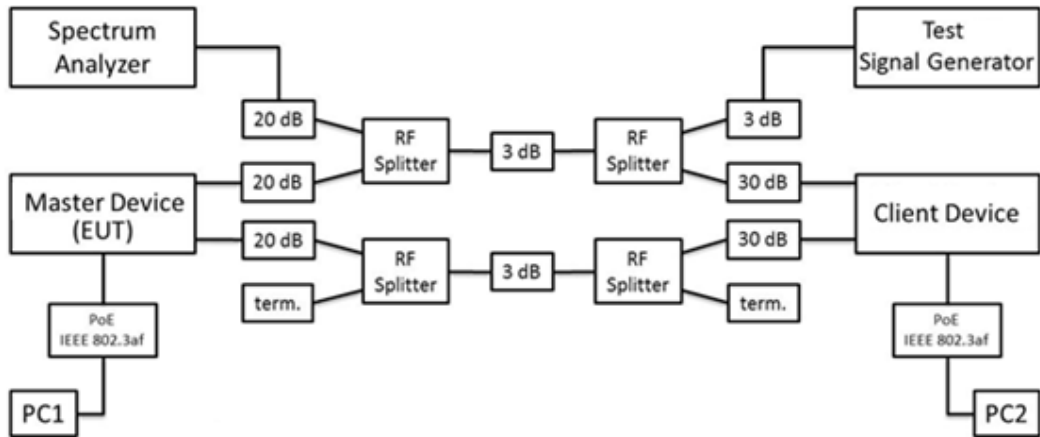 Spectrum
Analyzer
Test
Signal Generator
20 dB
3 dB
RF
Splitter
3 dB
RF
Splitter
20 dB
30 dB
Master Device
(EUT)
Client Device
20 dB
30 dB
RF
Splitter
3 dB
RF
Splitter
term.
term.
PoE
IEEE 802.3af
PoE
IEEE 802.3af
PC1
PC2